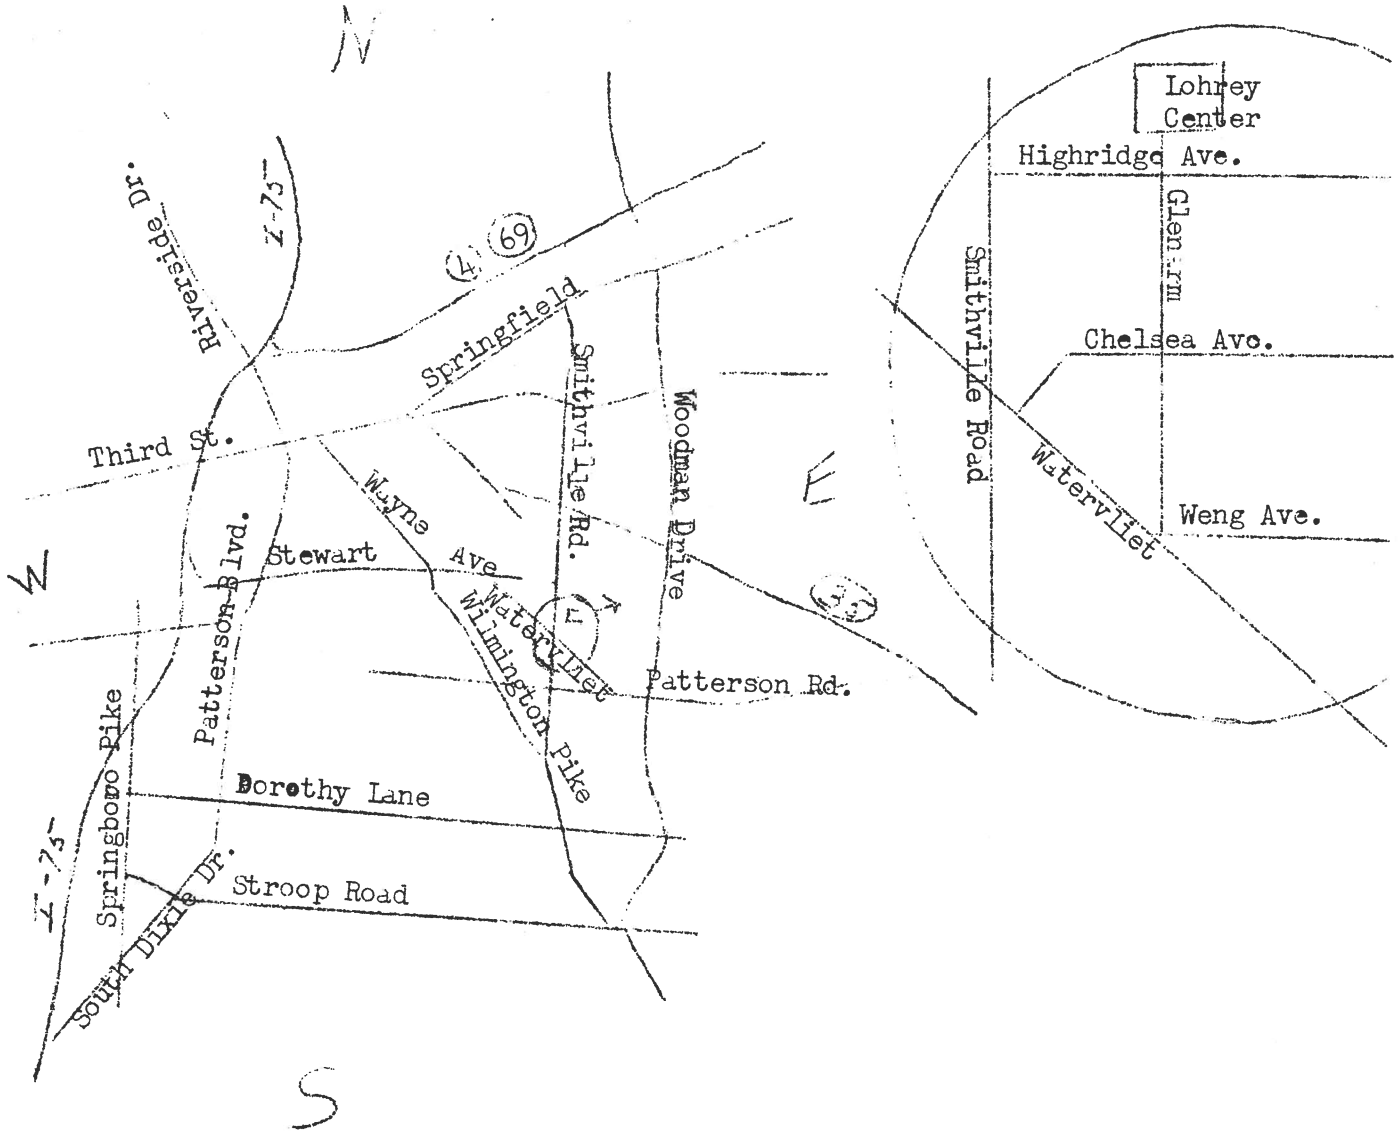 N
I-75
Riverside Dr.
4
69
Springfield
Third St.
Smithville Rd.
Woodman Drive
E
Wayne Ave
Stewart
W
Patterson Blvd.
Watervliet
Wilmington Pike
L
35
Patterson Rd.
Springboro Pike
Dorothy Lane
I-75
South Dixie Dr.
Stroop Road
S
Lohrey
Center
Highridge Ave.
Smithville Road
Chelsea Ave.
Watervliet
Weng Ave.